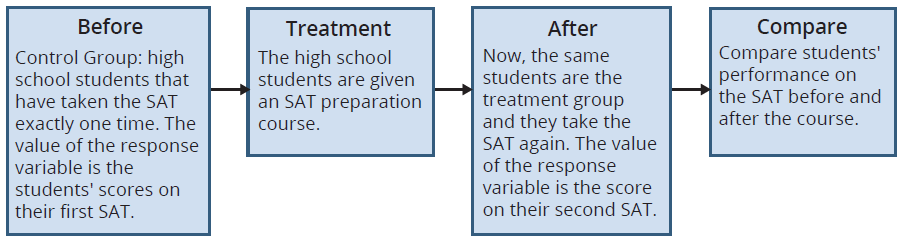 Before
Control Group: high
school students that
have taken the SAT
exactly one time. The
value of the response
variable is the
students' scores on
their first SAT.
Treatment
The high school
students are given
an SAT preparation
course.
After
Now, the same
students are the
treatment group
and they take the
SAT again. The value
of the response
variable is the score
on their second SAT.
Compare
Compare students'
performance on
the SAT before and
after the course.